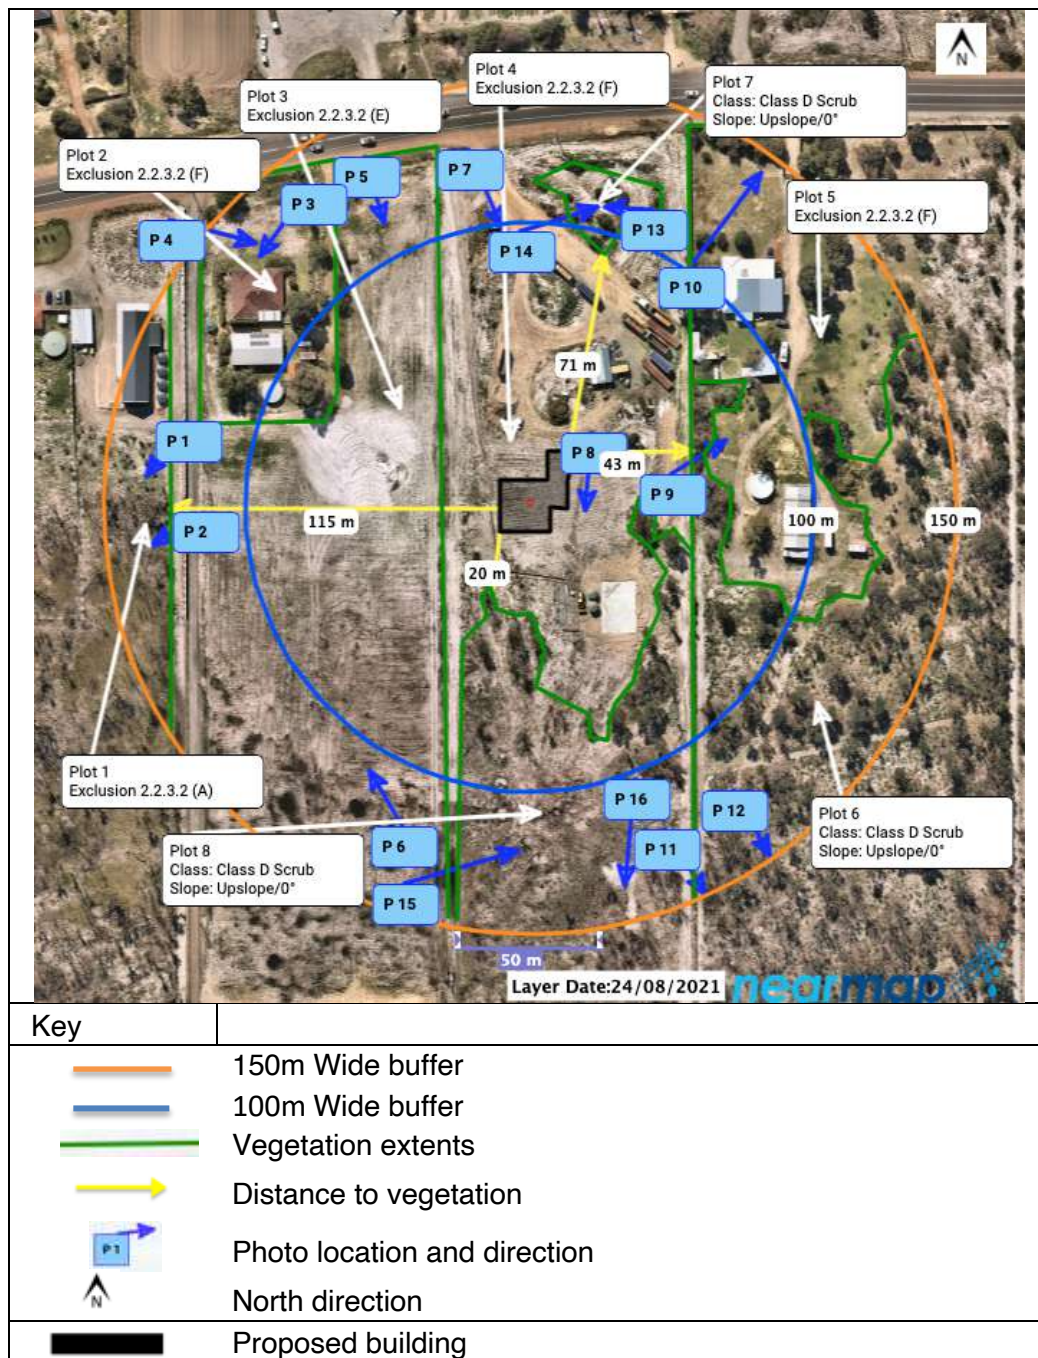 N
Plot 4
Exclusion 2.2.3.2 (F)
Plot 7
Class: Class D Scrub
Slope: Upslope/0°
Plot 3
Exclusion 2.2.3.2 (E)
Plot 2
Exclusion 2.2.3.2 (F)
P 5
P 7
P 3
Plot 5
Exclusion 2.2.3.2 (F)
P 4
P 14
P 13
P 10
71 m
P 1
P 8
43 m
P 9
P 2
115 m
100 m
150 m
20 m
Plot 1
Exclusion 2.2.3.2 (A)
P 16
P 12
Plot 6
Class: Class D Scrub
Slope: Upslope/0°
Plot 8
Class: Class D Scrub
Slope: Upslope/0°
P 6
P 11
P 15
50 m
Layer Date:24/08/2021
nearmap
Key
150m Wide buffer
100m Wide buffer
Vegetation extents
Distance to vegetation
P 1
Photo location and direction
N
North direction
Proposed building